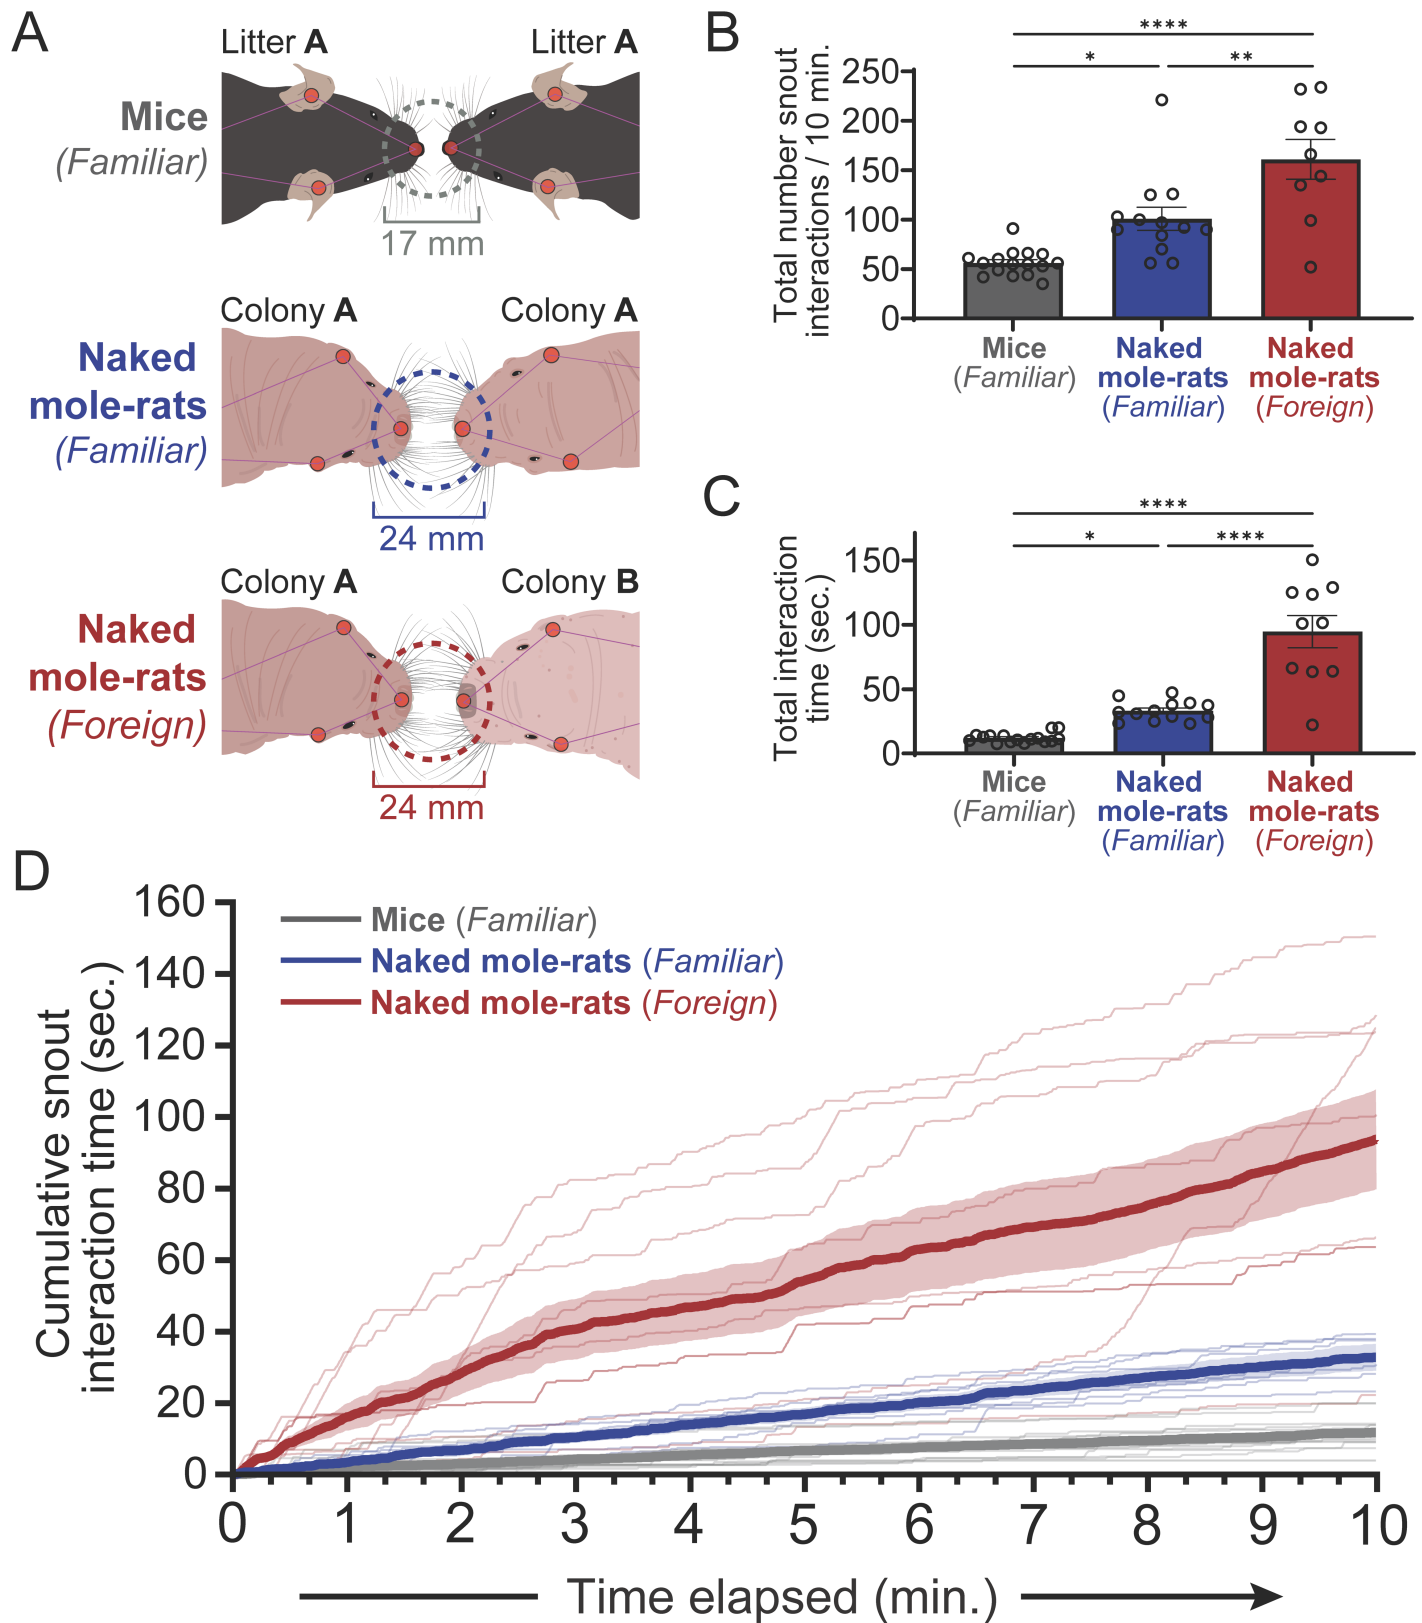 A
Litter A
Litter A
Mice
(Familiar)
17 mm
Colony A
Colony A
Naked
mole-rats
(Familiar)
24 mm
Colony A
Colony B
Naked
mole-rats
(Foreign)
24 mm
B
****
*
**
Total number snout
interactions / 10 min.
250
200
150
100
50
0
Mice
(Familiar)
Naked
mole-rats
(Familiar)
Naked
mole-rats
(Foreign)
C
****
*
****
Total interaction
time (sec.)
150
100
50
0
Mice
(Familiar)
Naked
mole-rats
(Familiar)
Naked
mole-rats
(Foreign)
D
Cumulative snout
interaction time (sec.)
160
140
120
100
80
60
40
20
0
Mice (Familiar)
Naked mole-rats (Familiar)
Naked mole-rats (Foreign)
0 1 2 3 4 5 6 7 8 9 10
Time elapsed (min.)